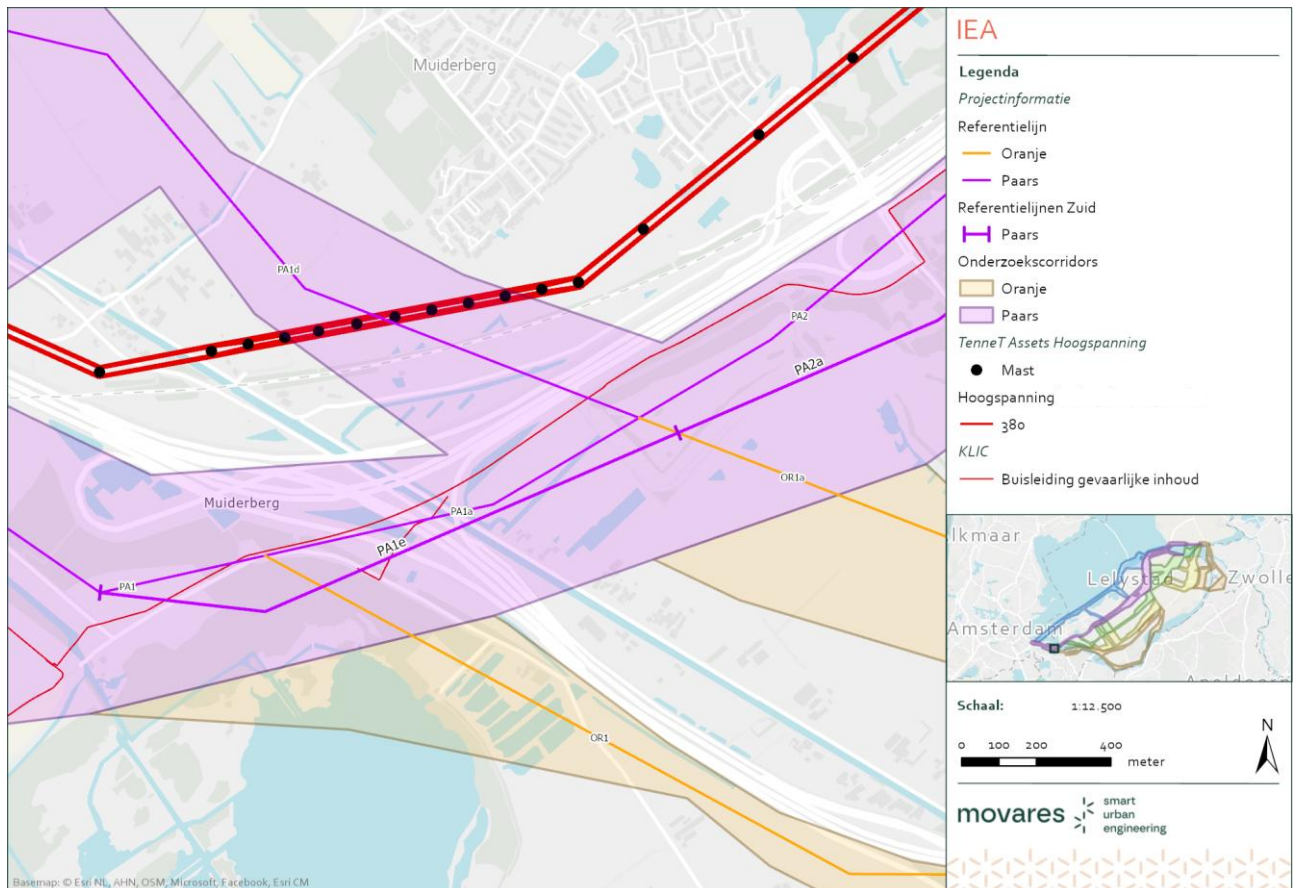 Muiderberg
PA1d
PA2
PA2a
OR1a
Muiderberg
PA1a
PA1e
PA1
OR1
Basemap: © Esri NL, AHN, OSM, Microsoft, Facebook, Esri CM
IEA
Legenda
Projectinformatie
Referentielijn
Oranje
Paars
Referentielijnen Zuid
Paars
Onderzoekscorridors
Oranje
Paars
TenneT Assets Hoogspanning
Mast
Hoogspanning
380
KLIC
Buisleiding gevaarlijke inhoud
lkmaar
Lelystad
Zwolle
Amsterdam
Schaal: 1:12.500
N
0 100 200 400
meter
movares
smart
urban
engineering